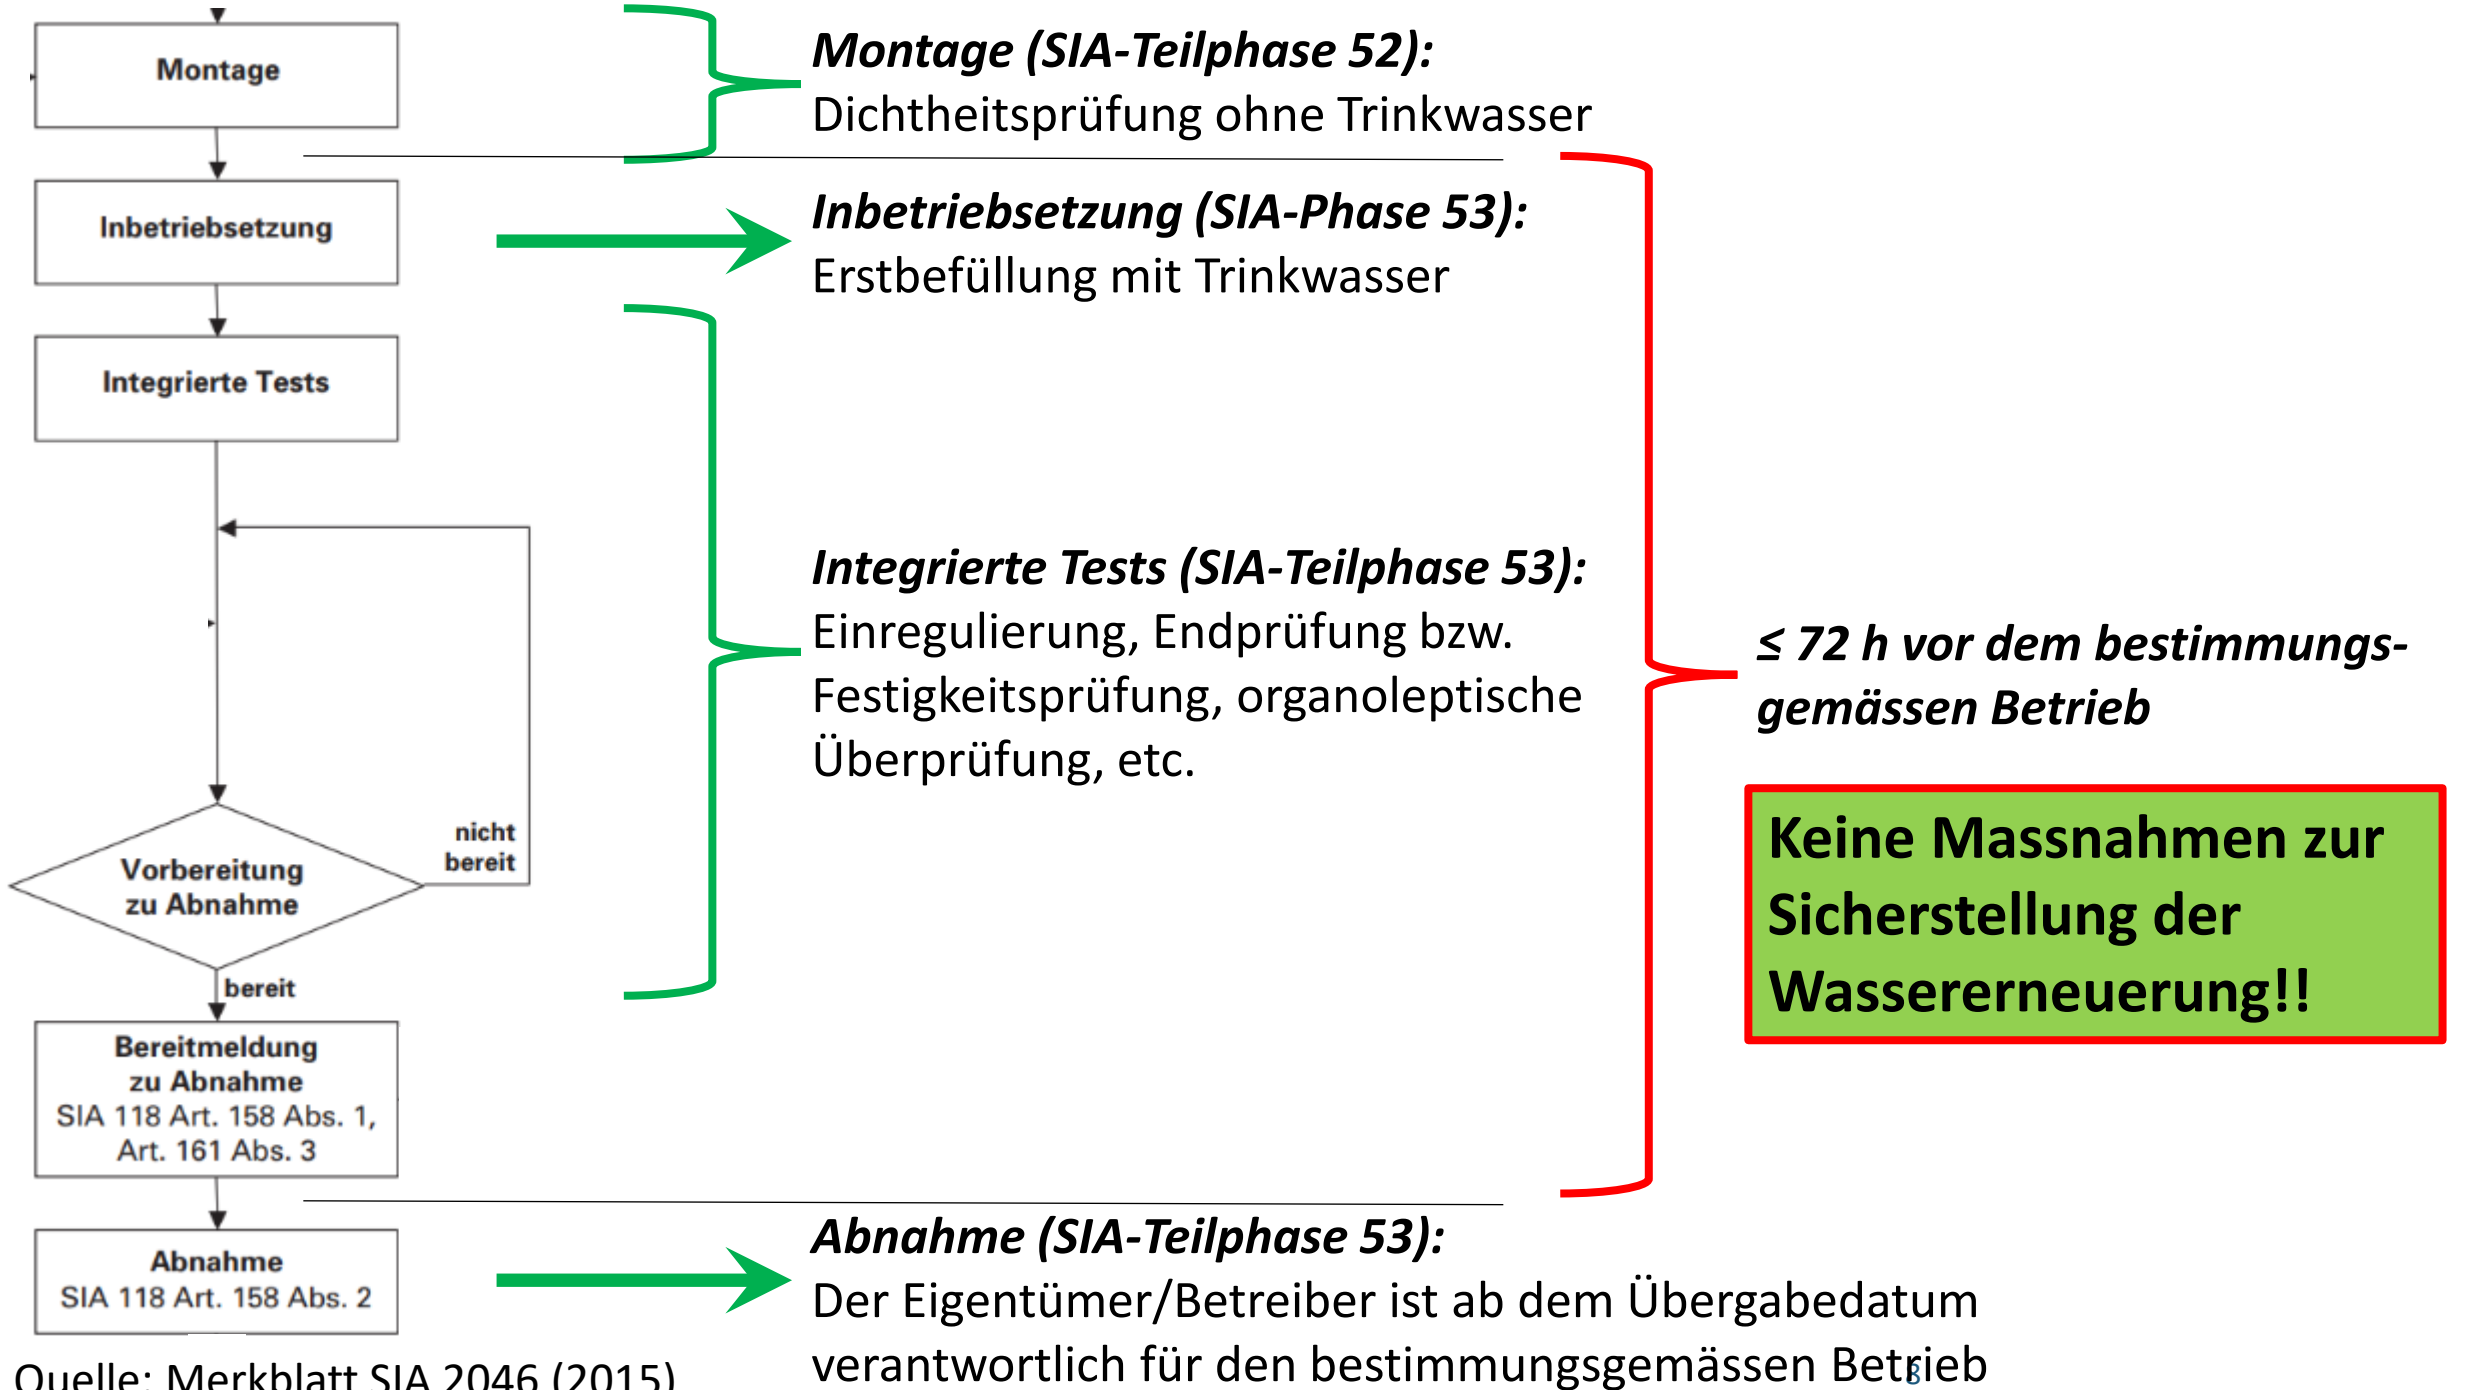 Montage
Inbetriebsetzung
Integrierte Tests
nicht
bereit
Vorbereitung
zu Abnahme
bereit
Bereitmeldung
zu Abnahme
SIA 118 Art. 158 Abs. 1,
Art. 161 Abs. 3
Abnahme
SIA 118 Art. 158 Abs. 2
Quelle: Merkblatt SIA 2046 (2015)
Montage (SIA-Teilphase 52):
Dichtheitsprüfung ohne Trinkwasser
Inbetriebsetzung (SIA-Phase 53):
Erstbefüllung mit Trinkwasser
Integrierte Tests (SIA-Teilphase 53):
Einregulierung, Endprüfung bzw.
Festigkeitsprüfung, organoleptische
Überprüfung, etc.
Abnahme (SIA-Teilphase 53):
Der Eigentümer/Betreiber ist ab dem Übergabedatum
verantwortlich für den bestimmungsgemässen Betrieb
≤ 72 h vor dem bestimmungs-
gemässen Betrieb
Keine Massnahmen zur
Sicherstellung der
Wassererneuerung!!
8